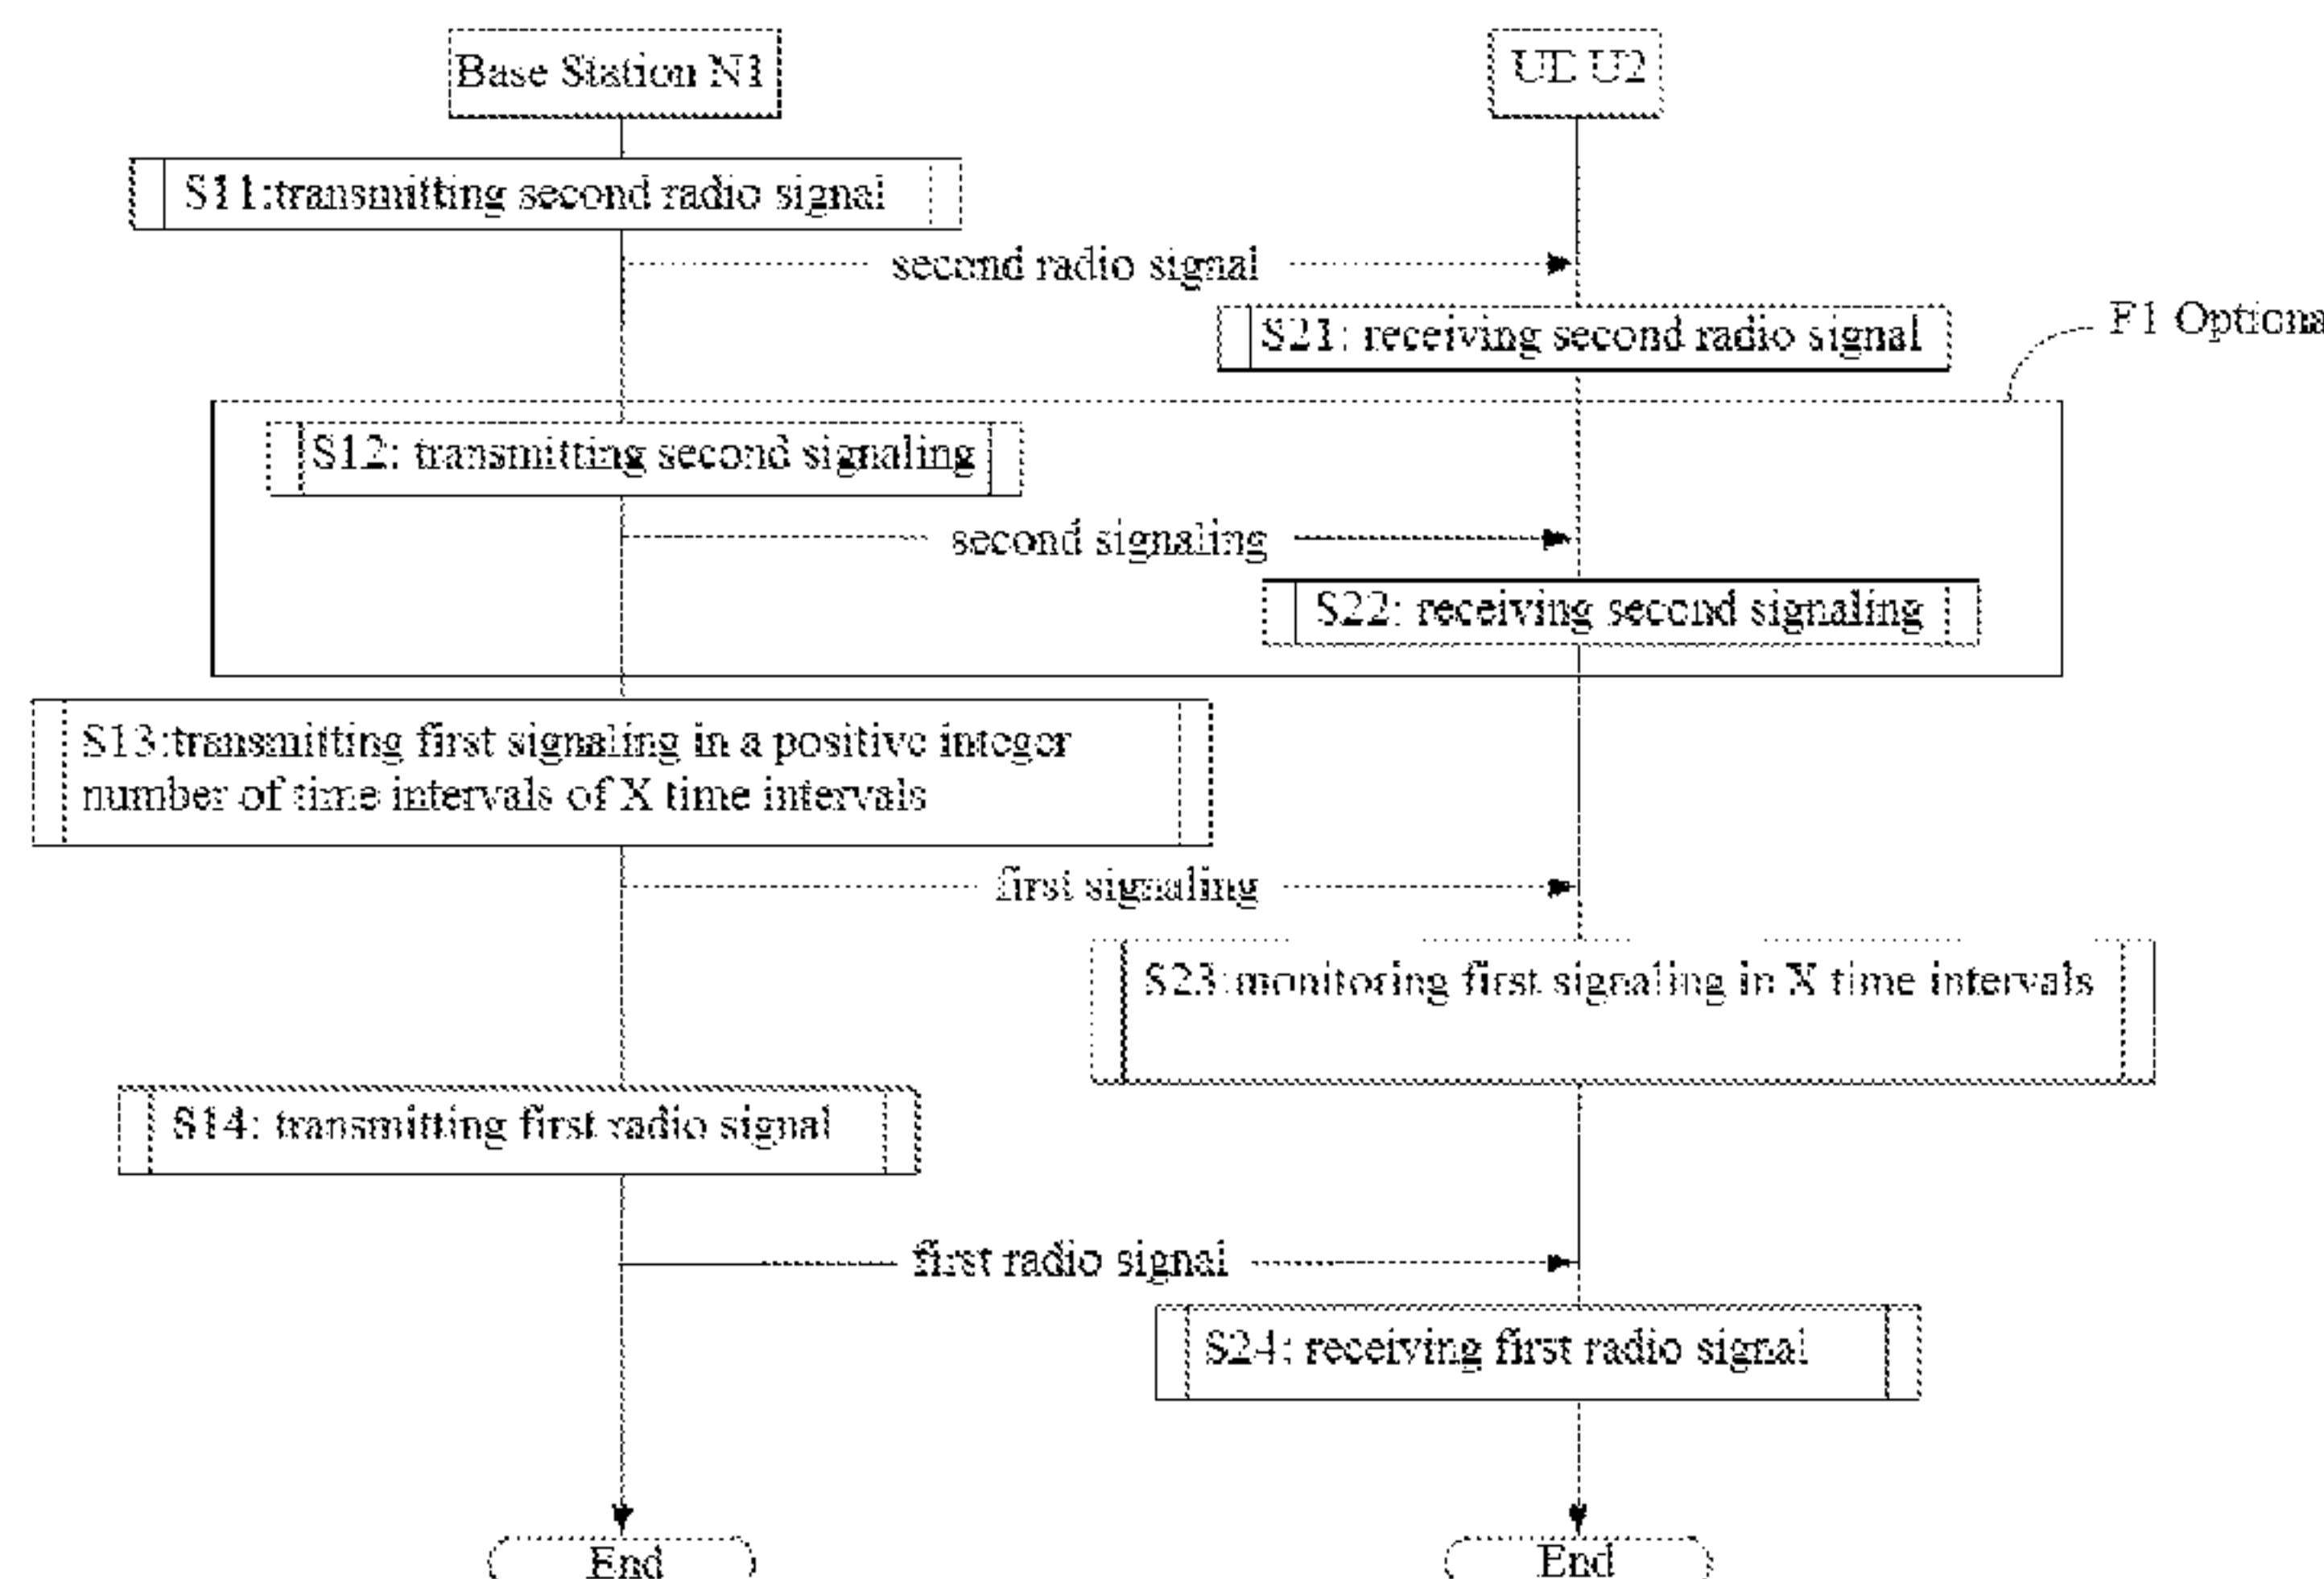 Base Station N1
UE U2
S11:transmitting second radio signal
second radio signal
S21: receiving second radio signal
F1 Optiona
S12: transmitting second signaling
second signaling
S22: receiving second signaling
S13:transmitting first signaling in a positive integer
number of time intervals of X time intervals
first signaling
S23:monitoring first signaling in X time intervals
S14: transmitting first radio signal
first radio signal
S24: receiving first radio signal
End
End